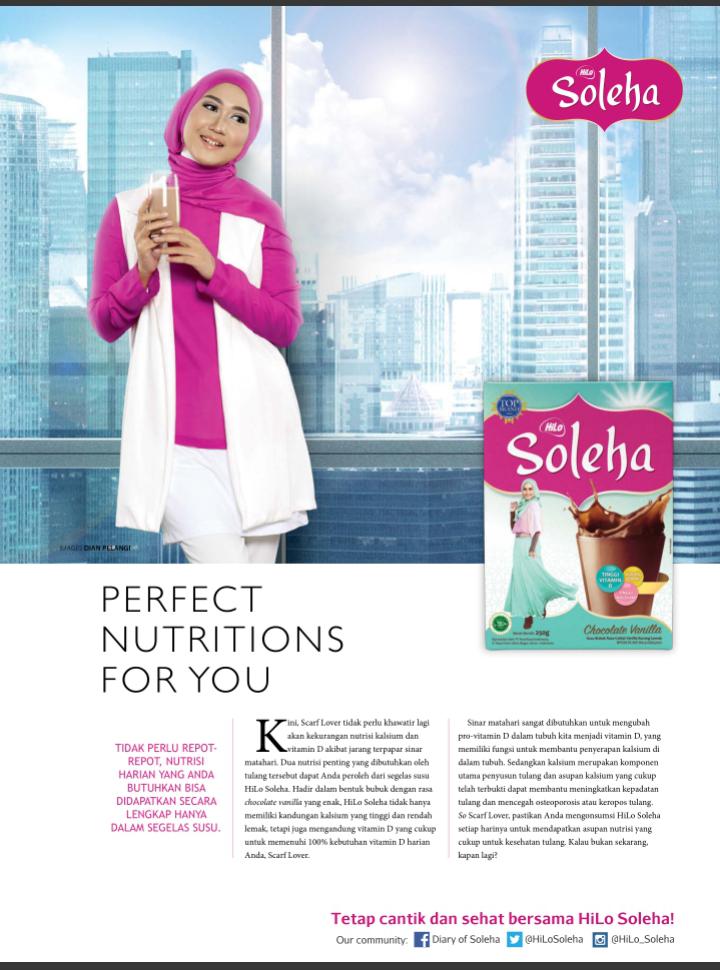 HiLo
Soleha
TOP
BRAND
HiLo
Soleha
TINGGI
VITAMIN
D
Chocolate Vanilla
250g
IMAGES DIAN PELANGI
PERFECT
NUTRITIONS
FOR YOU
TIDAK PERLU REPOT-
REPOT, NUTRISI
HARIAN YANG ANDA
BUTUHKAN BISA
DIDAPATKAN SECARA
LENGKAP HANYA
DALAM SEGELAS SUSU.
Kini, Scarf Lover tidak perlu khawatir lagi
akan kekurangan nutrisi kalsium dan
vitamin D akibat jarang terpapar sinar
matahari. Dua nutrisi penting yang dibutuhkan oleh
tulang tersebut dapat Anda peroleh dari segelas susu
HiLo Soleha. Hadir dalam bentuk bubuk dengan rasa
chocolate vanilla yang enak, HiLo Soleha tidak hanya
memiliki kandungan kalsium yang tinggi dan rendah
lemak, tetapi juga mengandung vitamin D yang cukup
untuk memenuhi 100% kebutuhan vitamin D harian
Anda, Scarf Lover.
Sinar matahari sangat dibutuhkan untuk mengubah
pro-vitamin D dalam tubuh kita menjadi vitamin D, yang
memiliki fungsi untuk membantu penyerapan kalsium di
dalam tubuh. Sedangkan kalsium merupakan komponen
utama penyusun tulang dan asupan kalsium yang cukup
telah terbukti dapat membantu meningkatkan kepadatan
tulang dan mencegah osteoporosis atau keropos tulang.
So Scarf Lover, pastikan Anda mengonsumsi HiLo Soleha
setiap harinya untuk mendapatkan asupan nutrisi yang
cukup untuk kesehatan tulang. Kalau bukan sekarang,
kapan lagi?
Tetap cantik dan sehat bersama HiLo Soleha!
Our community: Diary of Soleha @HiLoSoleha @HiLo_Soleha